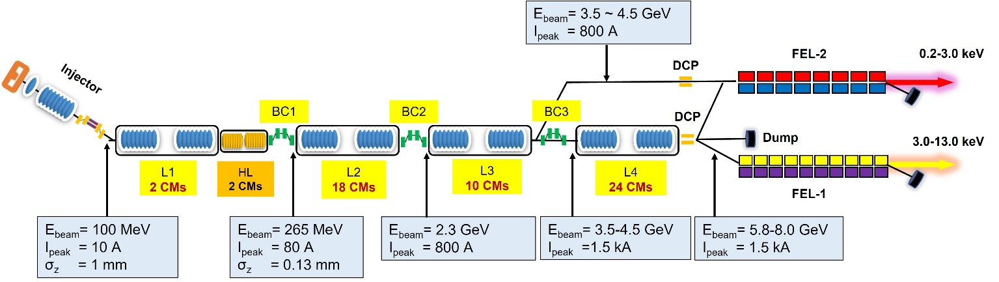 E_beam= 3.5 ~ 4.5 GeV
I_peak = 800 A
FEL-2
0.2-3.0 keV
DCP
Injector
BC1
BC2
BC3
DCP
Dump
3.0-13.0 keV
L1
2 CMs
HL
2 CMs
L2
18 CMs
L3
10 CMs
L4
24 CMs
FEL-1
E_beam= 100 MeV
I_peak = 10 A
σ_z = 1 mm
E_beam= 265 MeV
I_peak = 80 A
σ_z = 0.13 mm
E_beam= 2.3 GeV
I_peak = 800 A
E_beam= 3.5-4.5 GeV
I_peak =1.5 kA
E_beam= 5.8-8.0 GeV
I_peak = 1.5 kA